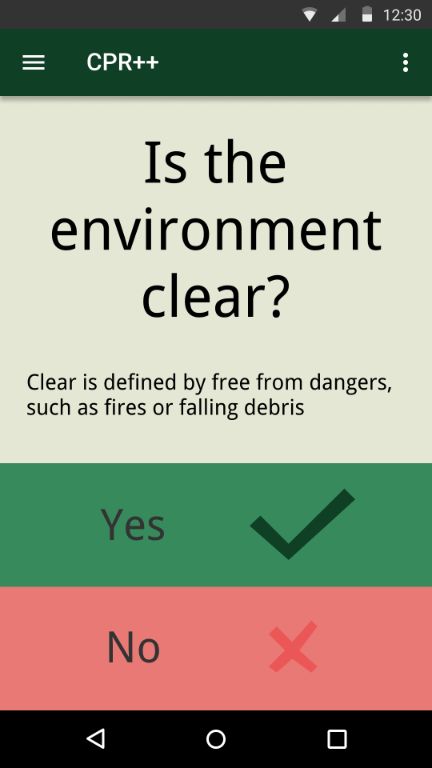 12:30
CPR++
Is the
environment
clear?
Clear is defined by free from dangers,
such as fires or falling debris
Yes
No